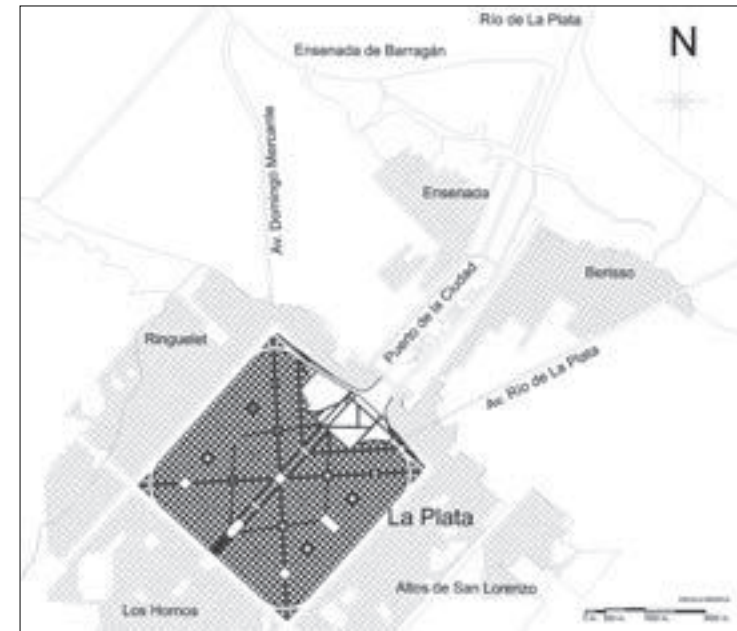 Río de La Plata
Ensenada de Barragán
N
Av. Domingo Mercante
Ensenada
Berisso
Puerto de la Ciudad
Ringuelet
Av. Río de La Plata
La Plata
Altos de San Lorenzo
Los Hornos